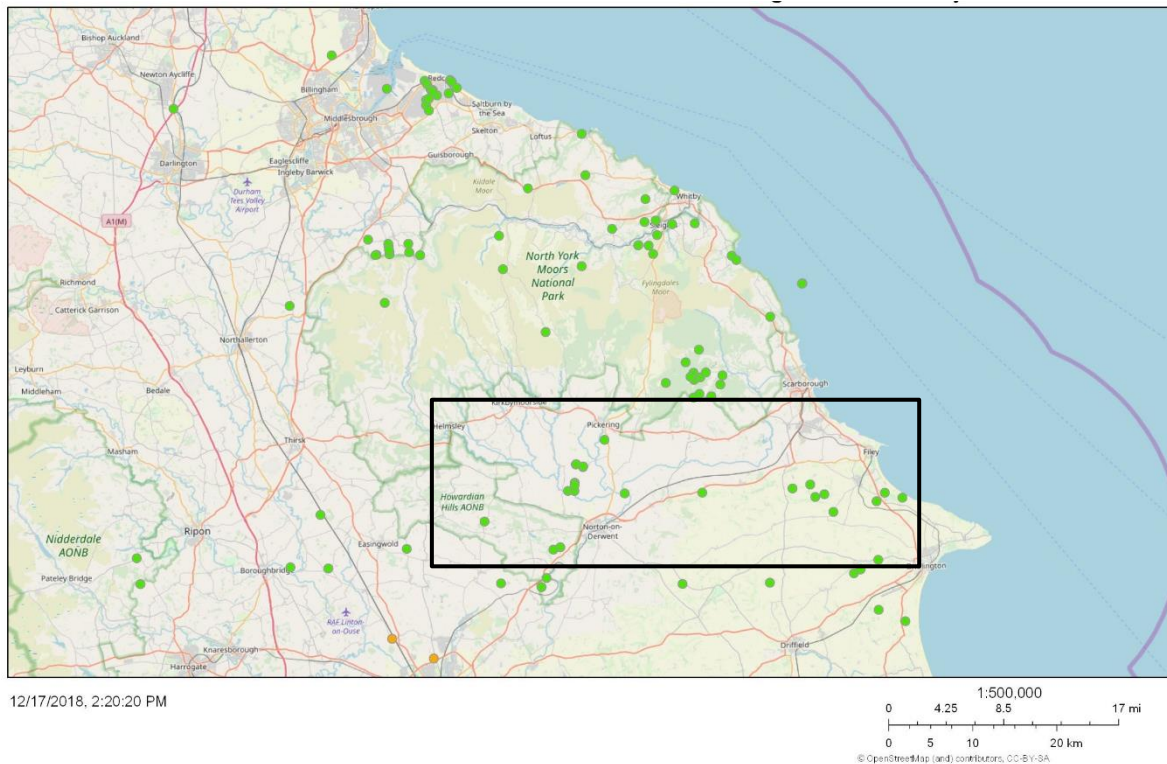 Bishop Auckland
Newton Aycliffe
Billingham
Redcar
Saltburn by
the Sea
Middlesbrough
Skelton
Loftus
Darlington
Eaglescliffe
Ingleby Barwick
Guisborough
Durham
Tees Valley
Airport
Kildale
Moor
Whitby
A1(M)
Sleights
North York
Moors
National
Park
Fylingdales
Moor
Richmond
Catterick Garrison
Northallerton
Leyburn
Middleham
Bedale
Scarborough
Kirkbymoorside
Helmsley
Pickering
Thirsk
Masham
Filey
Howardian
Hills AONB
Nidderdale
AONB
Ripon
Norton-on-
Derwent
Easingwold
Pateley Bridge
Boroughbridge
Bridlington
RAF Linton
on-Ouse
Knaresborough
Harrogate
Driffield
12/17/2018, 2:20:20 PM
1:500,000
0 4.25 8.5 17 mi
0 5 10 20 km
© OpenStreetMap (and) contributors, CC-BY-SA